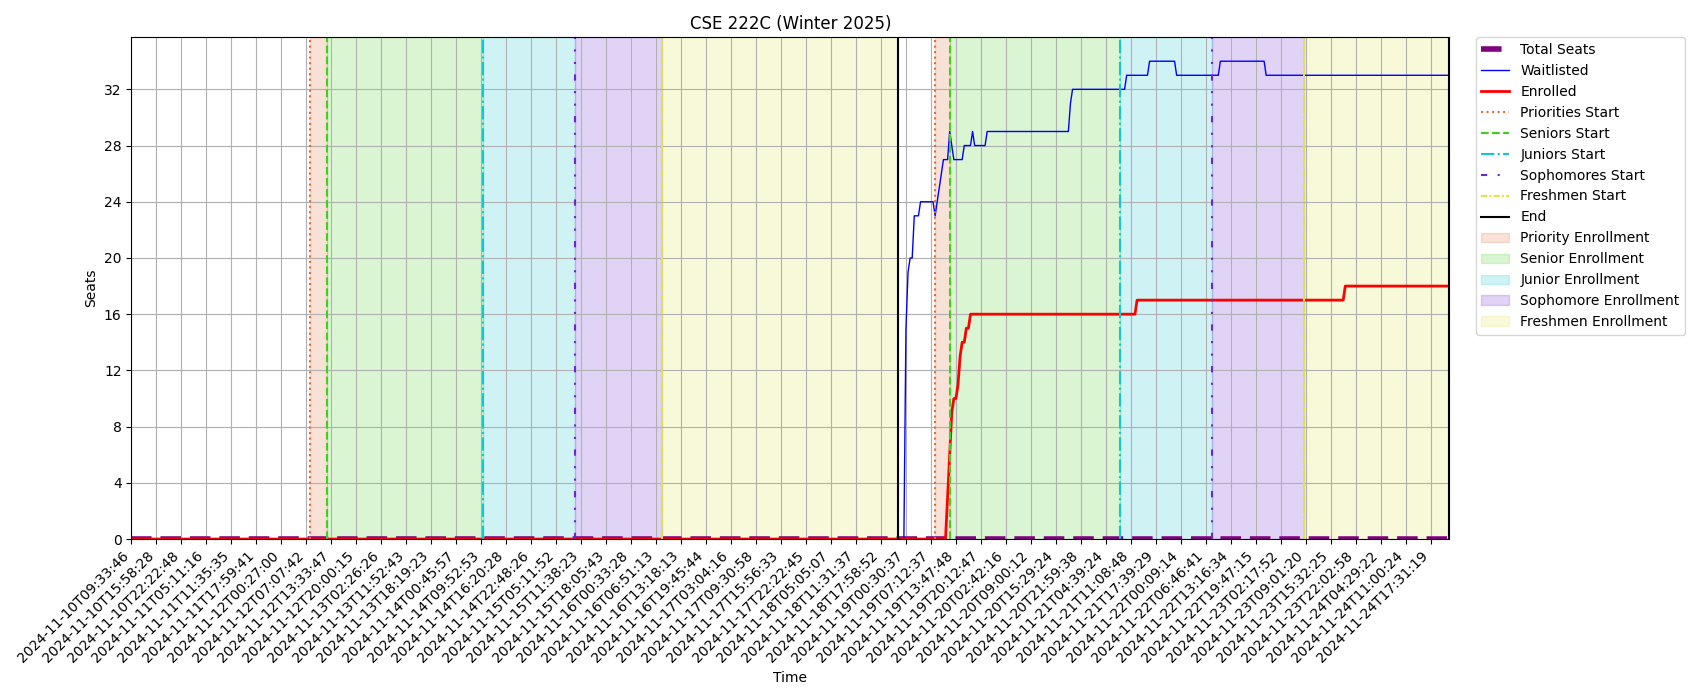 CSE 222C (Winter 2025)
Total Seats
Waitlisted
Enrolled
Priorities Start
Seniors Start
Juniors Start
Sophomores Start
Freshmen Start
End
Priority Enrollment
Senior Enrollment
Junior Enrollment
Sophomore Enrollment
Freshmen Enrollment
Seats
32
28
24
20
16
12
8
4
0
2024-11-10T09:33:46
2024-11-10T15:58:28
2024-11-10T22:22:48
2024-11-11T05:11:16
2024-11-11T11:35:35
2024-11-11T17:59:41
2024-11-12T00:27:00
2024-11-12T07:07:42
2024-11-12T13:33:47
2024-11-12T20:00:15
2024-11-13T02:26:26
2024-11-13T11:52:43
2024-11-13T18:19:23
2024-11-14T00:45:57
2024-11-14T09:52:53
2024-11-14T16:20:28
2024-11-14T22:48:26
2024-11-15T05:11:52
2024-11-15T11:38:23
2024-11-15T18:05:43
2024-11-16T00:33:28
2024-11-16T06:51:13
2024-11-16T13:18:13
2024-11-16T19:45:44
2024-11-17T03:04:16
2024-11-17T09:30:58
2024-11-17T15:56:33
2024-11-17T22:22:45
2024-11-18T05:05:07
2024-11-18T11:31:37
2024-11-18T17:58:52
2024-11-19T00:30:37
2024-11-19T07:12:37
2024-11-19T13:47:48
2024-11-19T20:12:47
2024-11-20T02:42:16
2024-11-20T09:00:12
2024-11-20T15:29:24
2024-11-20T21:59:38
2024-11-21T04:39:24
2024-11-21T11:08:48
2024-11-21T17:39:29
2024-11-22T00:09:14
2024-11-22T06:46:41
2024-11-22T13:16:34
2024-11-22T19:47:15
2024-11-23T02:17:52
2024-11-23T09:01:20
2024-11-23T15:32:25
2024-11-23T22:02:58
2024-11-24T04:29:22
2024-11-24T11:00:24
2024-11-24T17:31:19
Time